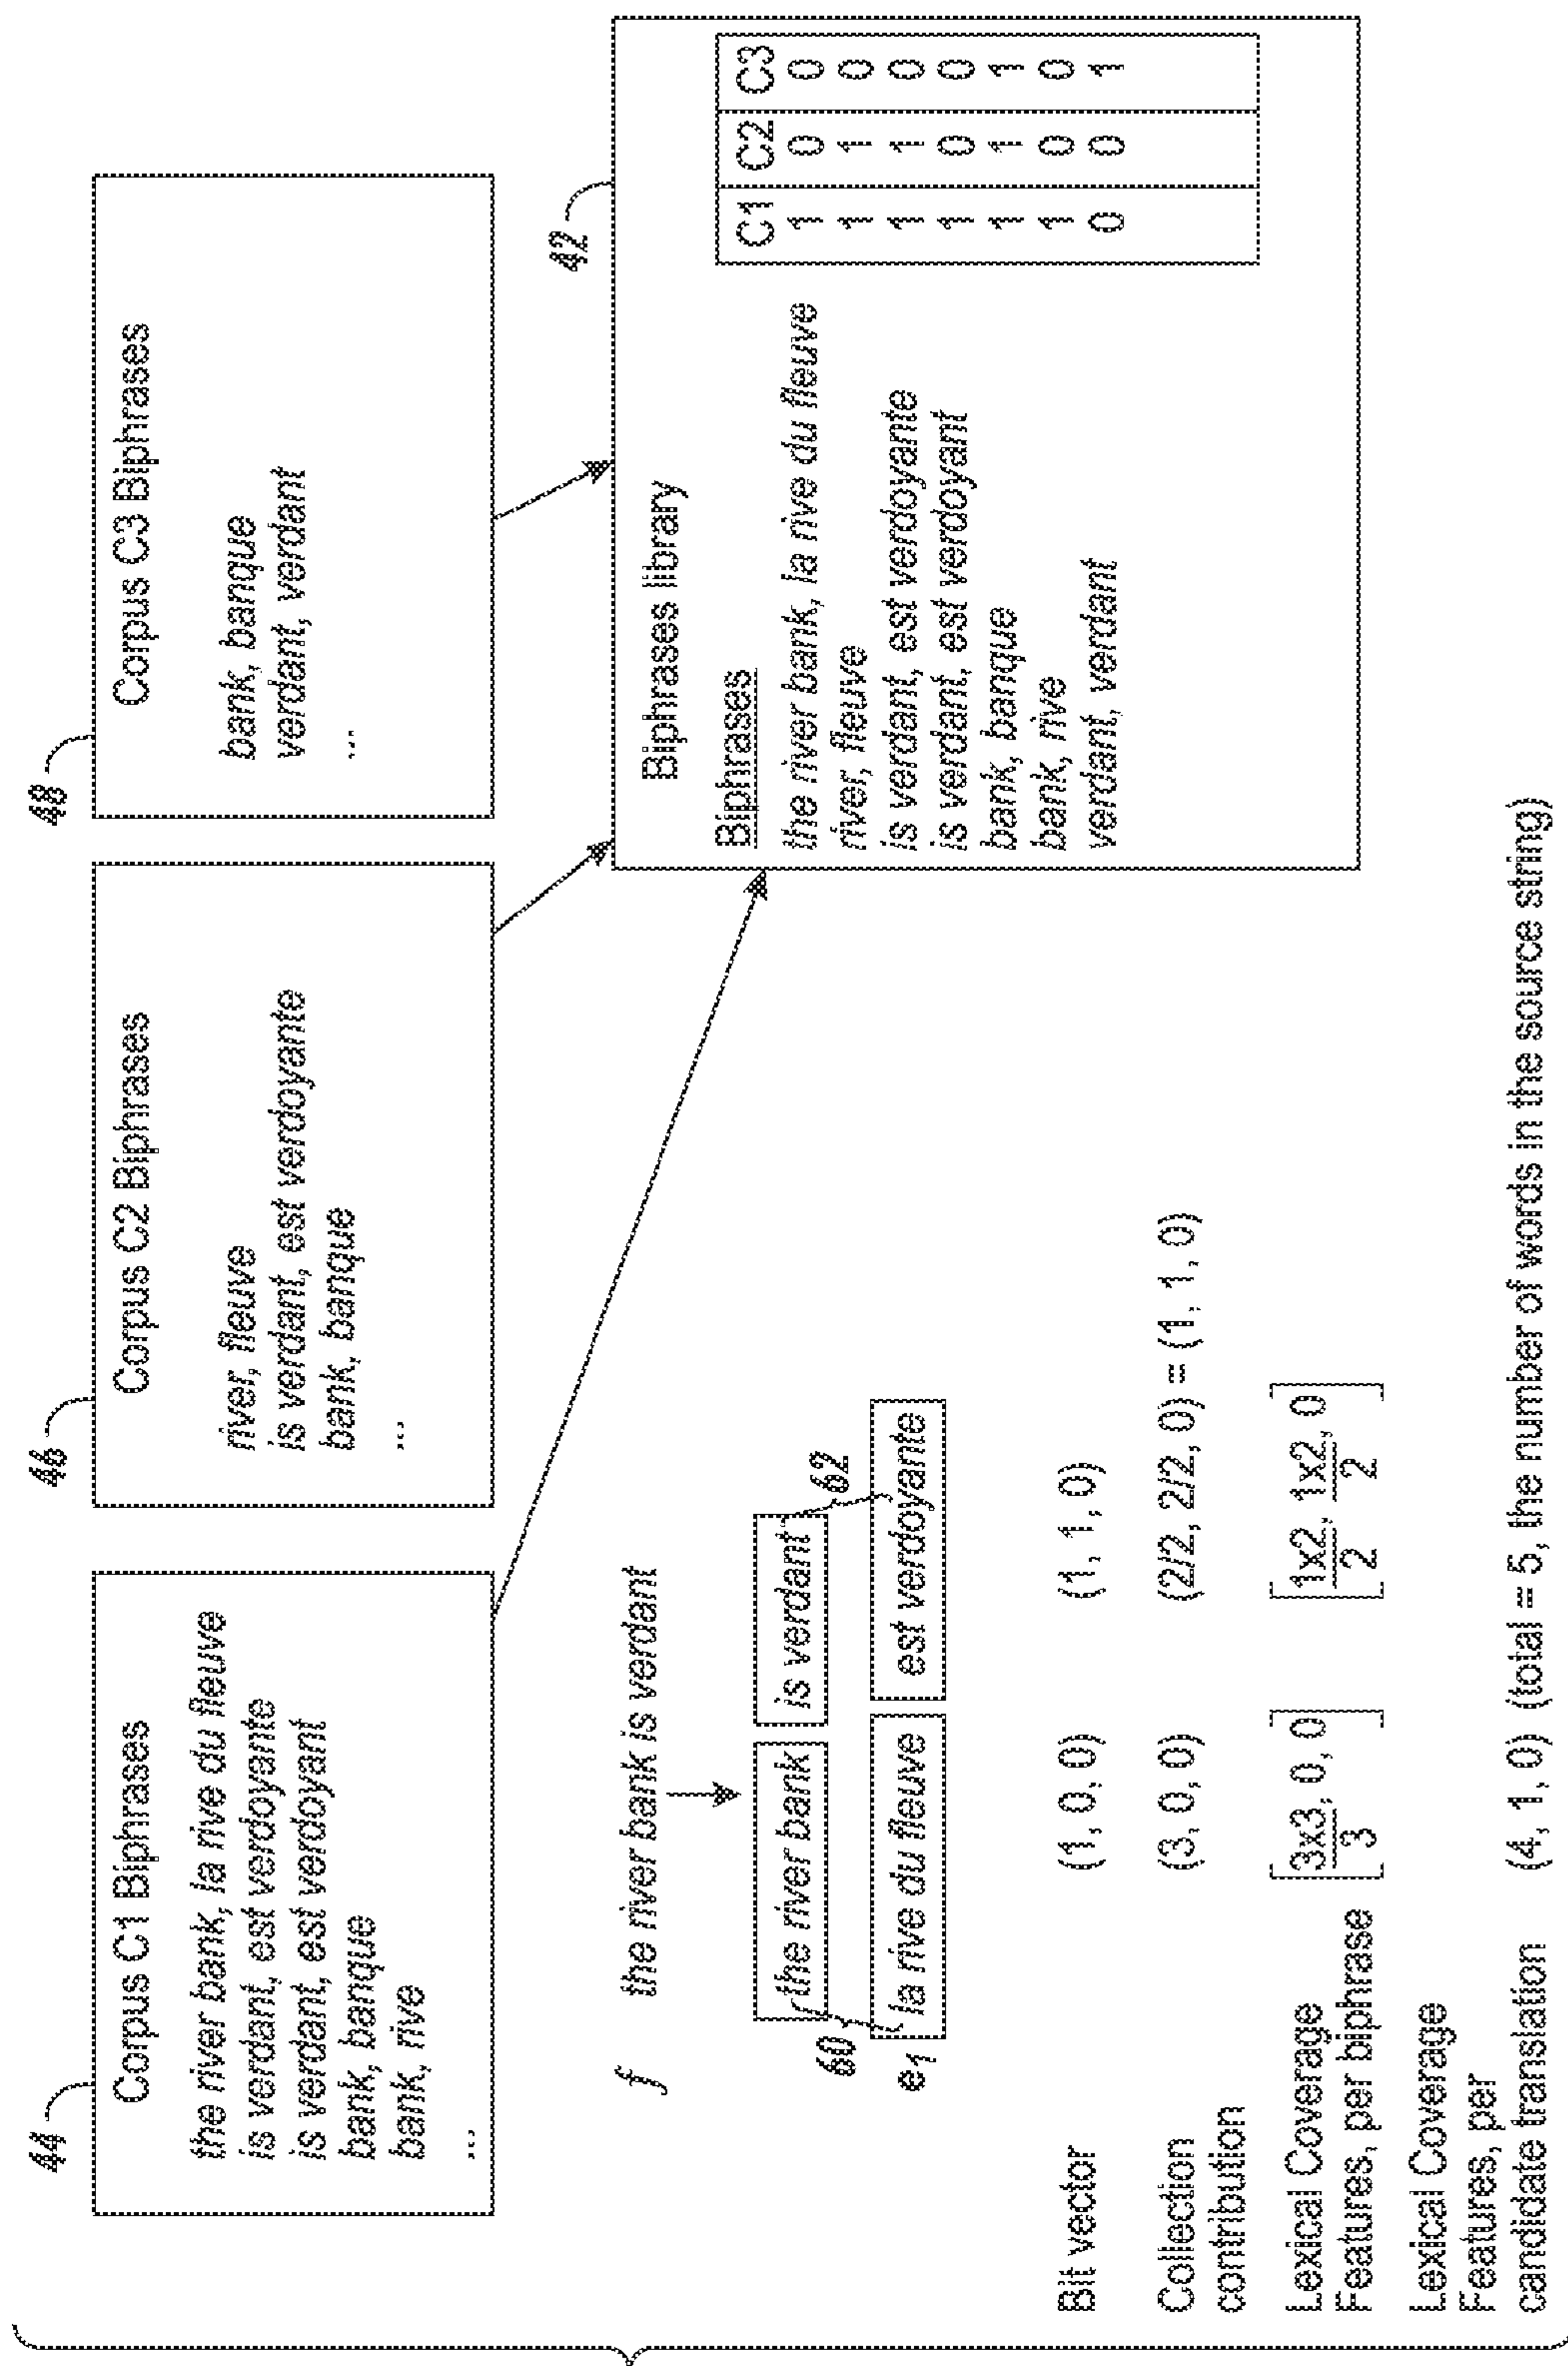 44
Corpus C1 Biphrases
the river bank, la rive du fleuve
is verdant, est verdoyante
is verdant, est verdoyant
bank, banque
bank, rive
...
46
Corpus C2 Biphrases
river, fleuve
is verdant, est verdoyante
bank, banque
...
48
Corpus C3 Biphrases
bank, banque
verdant, verdant
...
42
Biphrases library
Biphrases C1 C2 C3
the river bank, la rive du fleuve 1 0 0
river, fleuve 1 1 0
is verdant, est verdoyante 1 1 0
is verdant, est verdoyant 1 0 0
bank, banque 1 1 1
bank, rive 1 0 0
verdant, verdant 0 0 1
f the river bank is verdant
the river bank is verdant
60 62
e1 la rive du fleuve est verdoyante
Bit vector (1, 0, 0) (1, 1, 0)
Collection
contribution (3, 0, 0) (2/2, 2/2, 0) = (1, 1, 0)
Lexical Coverage
Features, per biphrase [3x3/3, 0, 0] [1x2/2, 1x2/2, 0]
Lexical Coverage
Features, per
candidate translation (4, 1, 0) (total = 5, the number of words in the source string)